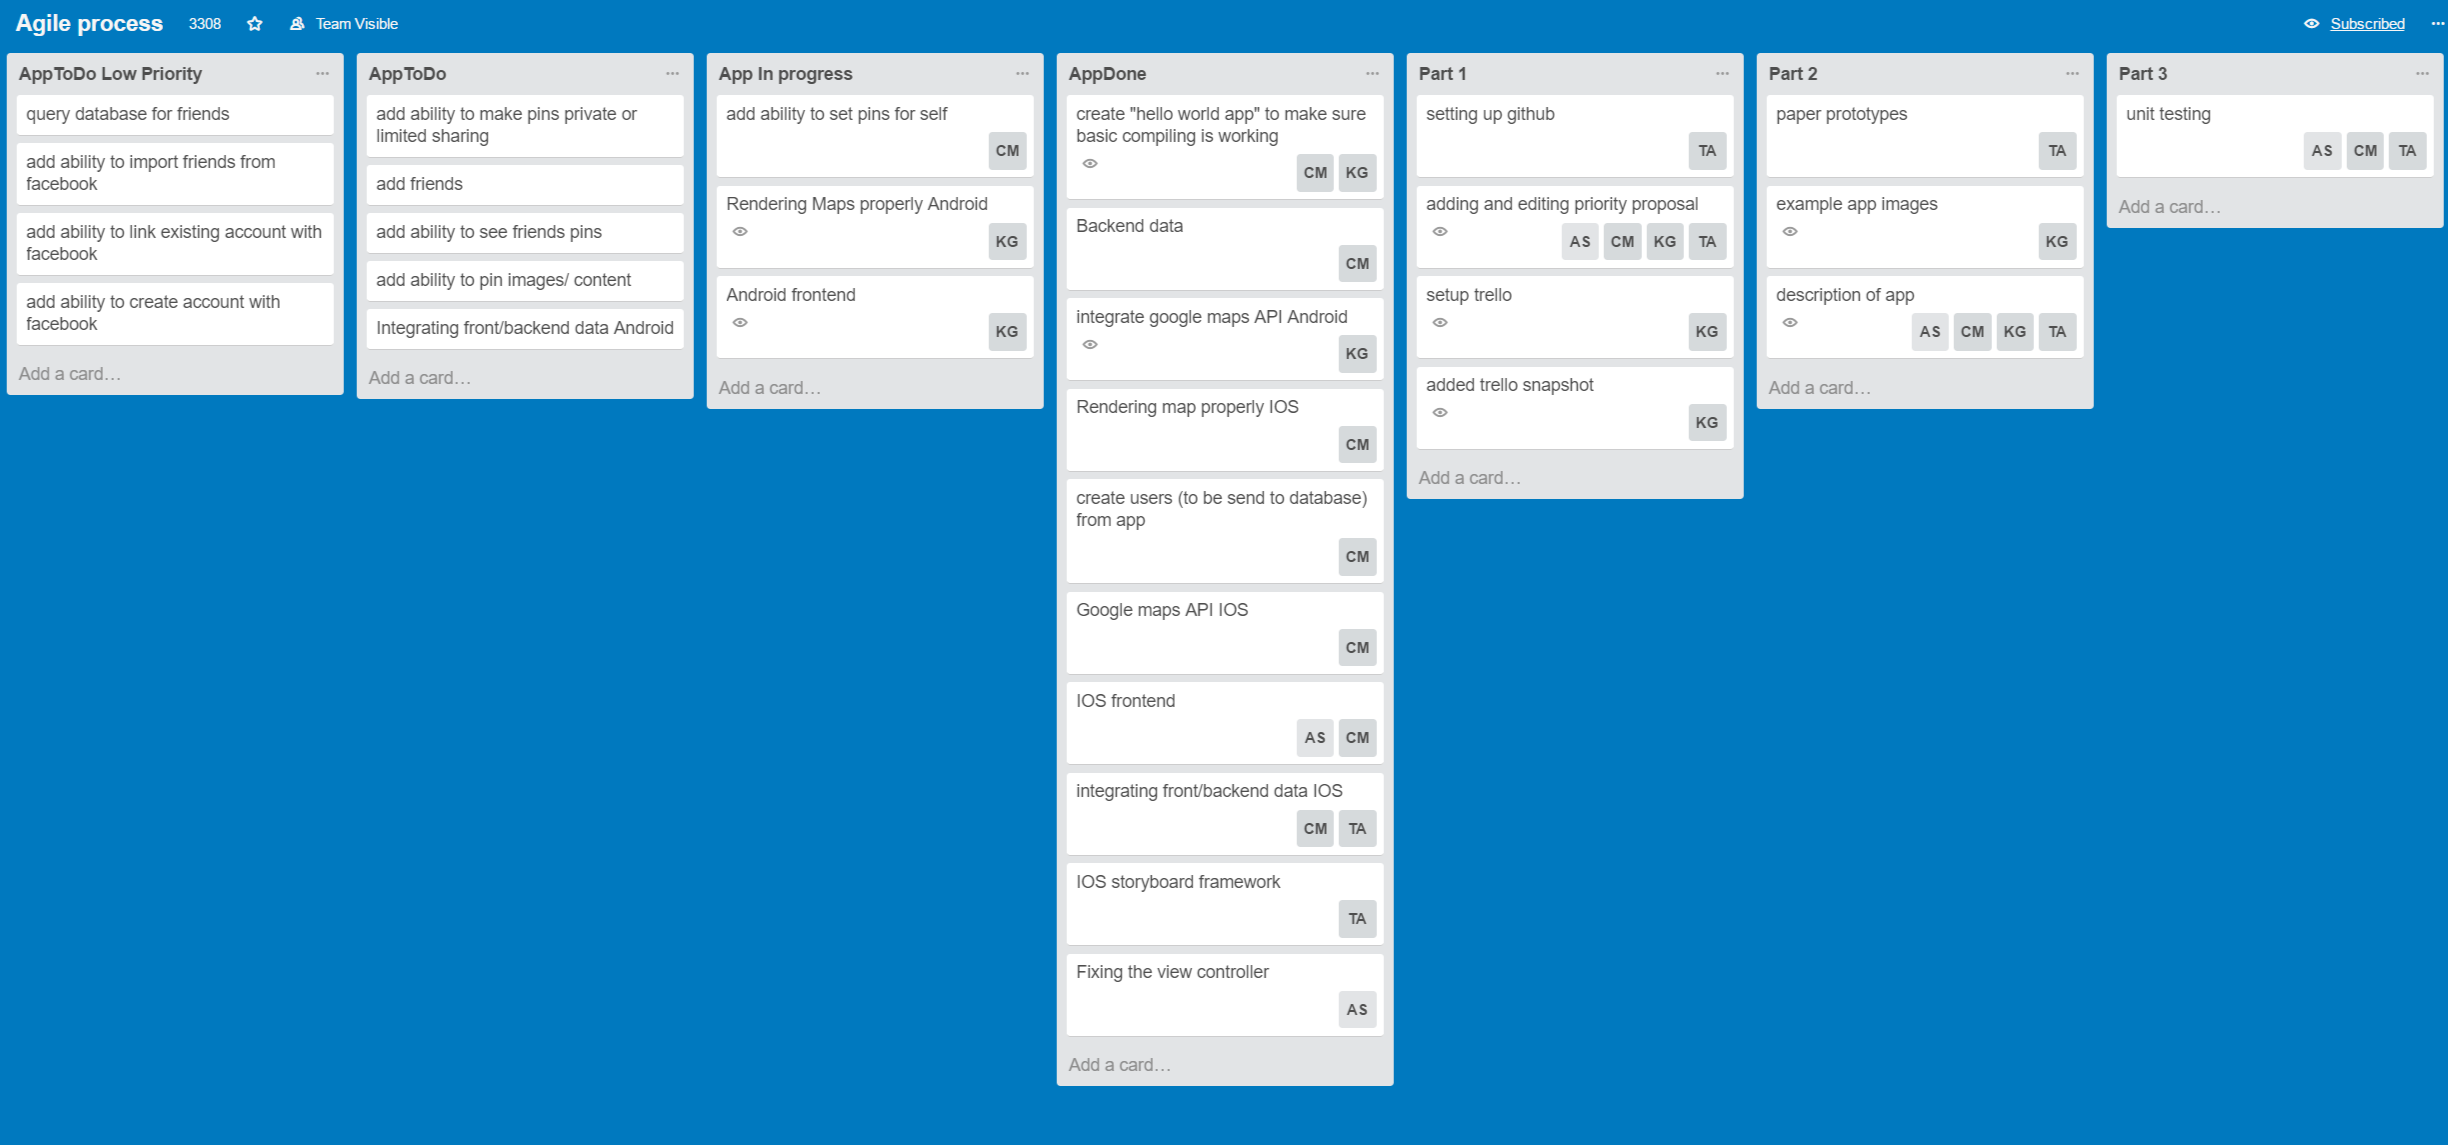 Agile process 3308 Team Visible Subscribed
AppToDo Low Priority
query database for friends
add ability to import friends from
facebook
add ability to link existing account with
facebook
add ability to create account with
facebook
Add a card…
AppToDo
add ability to make pins private or
limited sharing
add friends
add ability to see friends pins
add ability to pin images/ content
Integrating front/backend data Android
Add a card…
App In progress
add ability to set pins for self
CM
Rendering Maps properly Android
KG
Android frontend
KG
Add a card…
AppDone
create "hello world app" to make sure
basic compiling is working
CM KG
Backend data
CM
integrate google maps API Android
KG
Rendering map properly IOS
CM
create users (to be send to database)
from app
CM
Google maps API IOS
CM
IOS frontend
AS CM
integrating front/backend data IOS
CM TA
IOS storyboard framework
TA
Fixing the view controller
AS
Add a card…
Part 1
setting up github
TA
adding and editing priority proposal
AS CM KG TA
setup trello
KG
added trello snapshot
KG
Add a card…
Part 2
paper prototypes
TA
example app images
KG
description of app
AS CM KG TA
Add a card…
Part 3
unit testing
AS CM TA
Add a card…